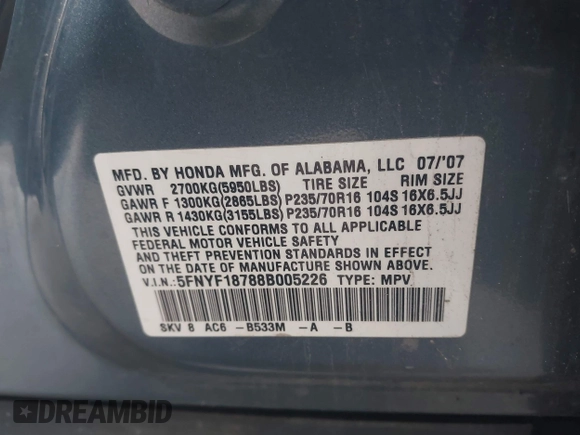 MFD. BY HONDA MFG. OF ALABAMA, LLC 07/'07
GVWR 2700KG(5950LBS) TIRE SIZE RIM SIZE
GAWR F 1300KG(2865LBS) P235/70R16 104S 16X6.5JJ
GAWR R 1430KG(3155LBS) P235/70R16 104S 16X6.5JJ
THIS VEHICLE CONFORMS TO ALL APPLICABLE
FEDERAL MOTOR VEHICLE SAFETY
AND THEFT PREVENTION STANDARDS IN EFFECT
ON THE DATE OF MANUFACTURE SHOWN ABOVE.
V.I.N.:5FNYF18788B005226 TYPE: MPV
SKV 8 AC6 -B533M -A -B
DREAMBID